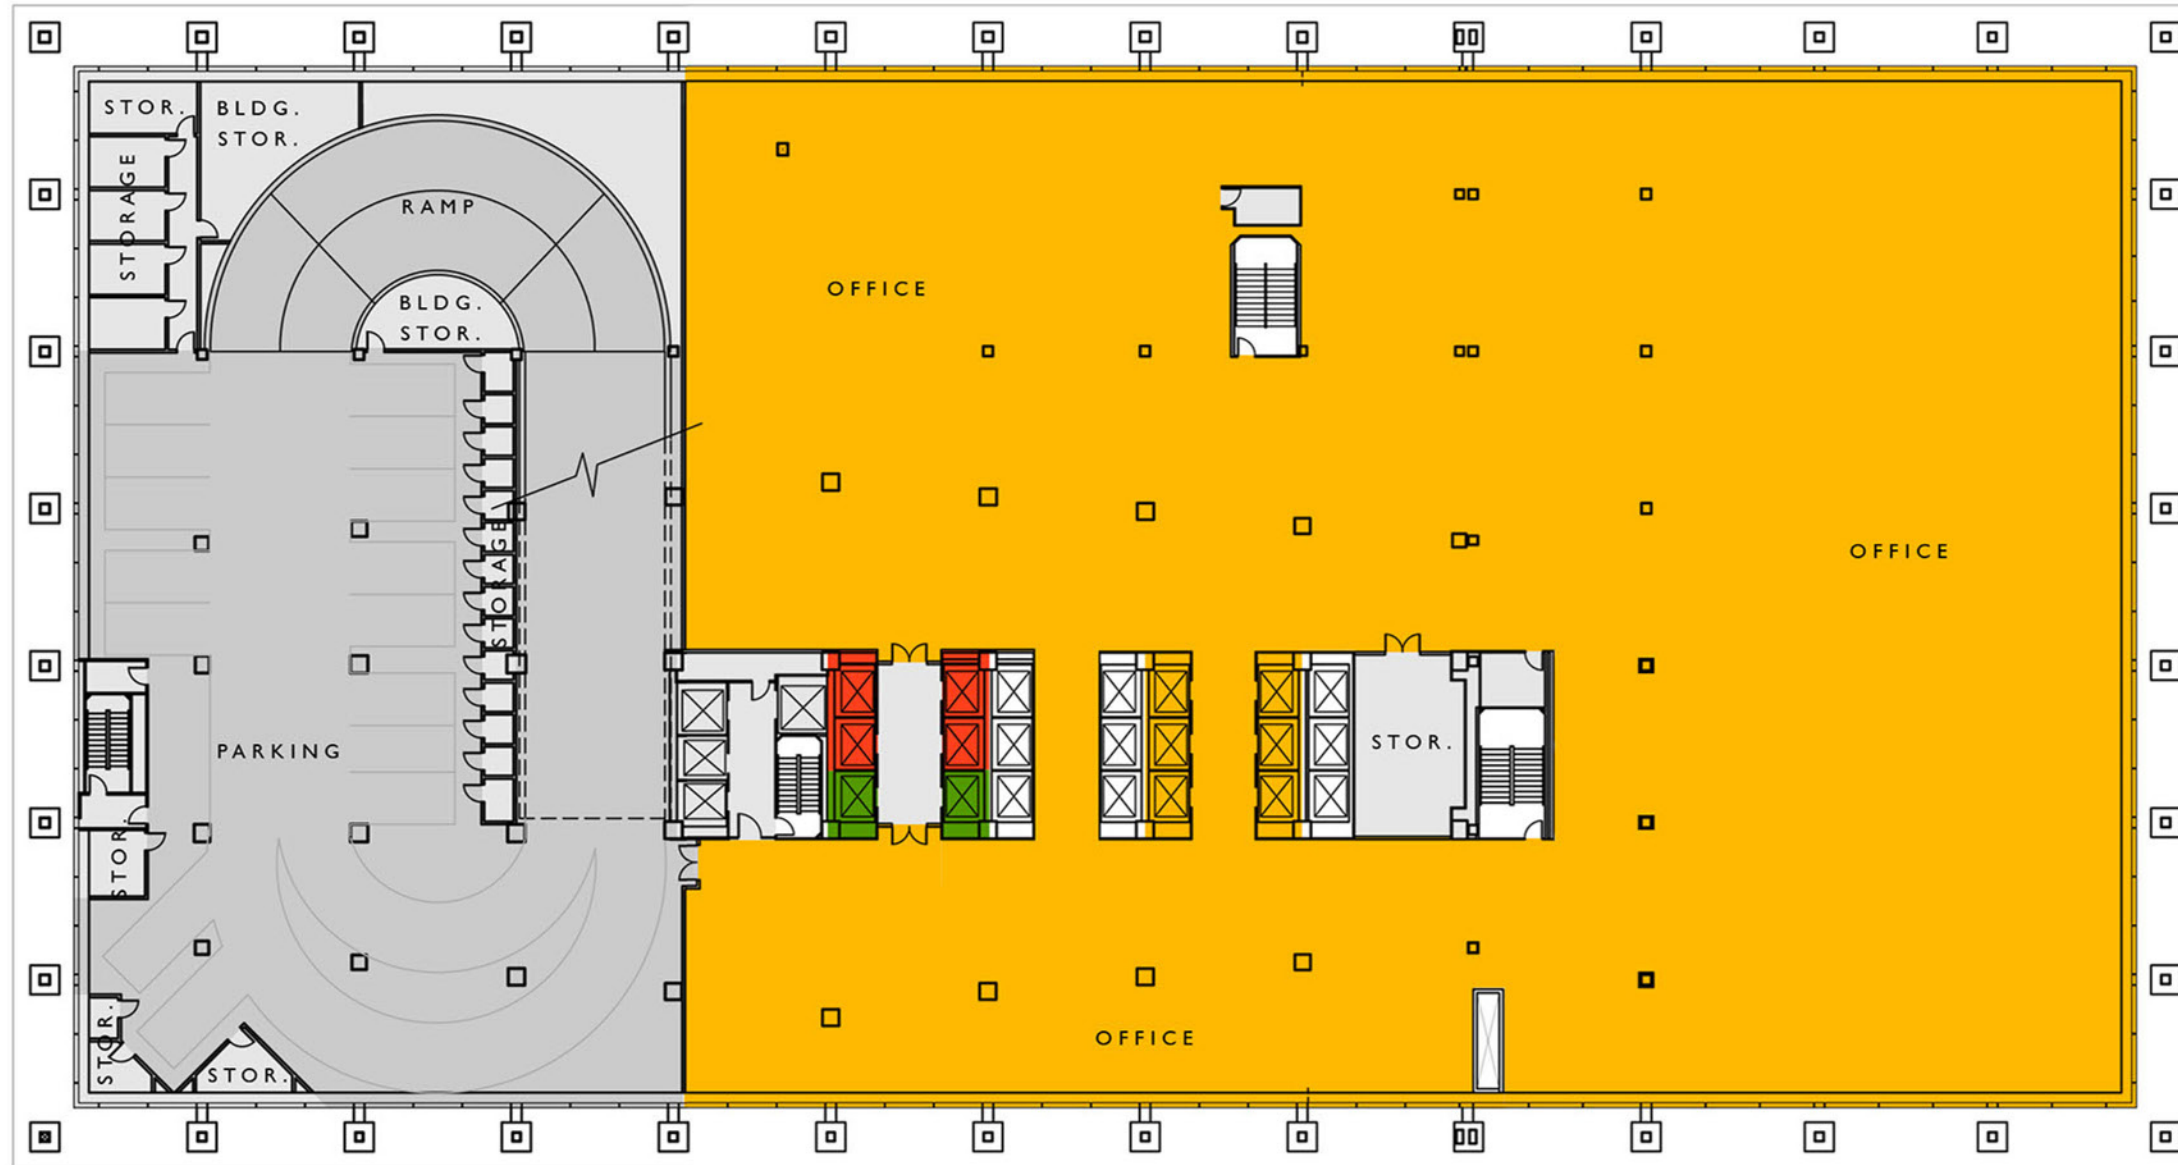 STOR.
BLDG.
STOR.
STORAGE
RAMP
BLDG.
STOR.
OFFICE
STORAGE
OFFICE
PARKING
STOR.
STOR.
STOR.
STOR.
OFFICE
STOR.